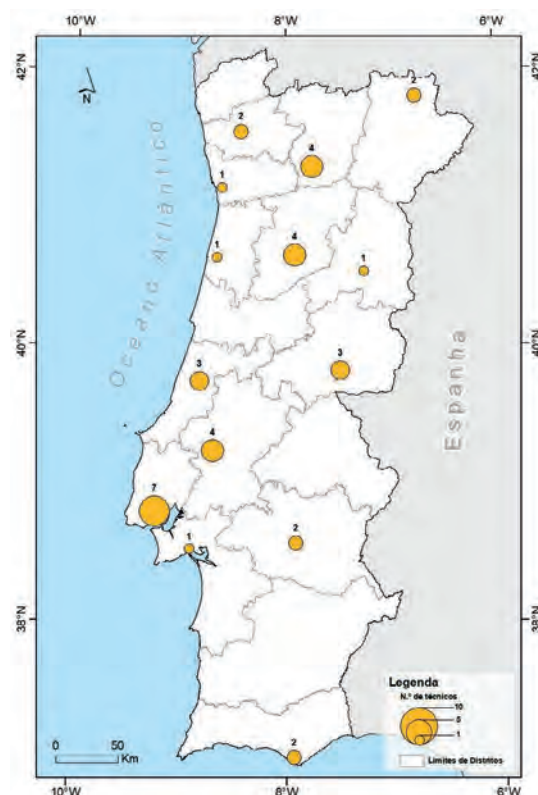 10°W
8°W
6°W
42°N
42°N
N
2
2
4
1
Oceano Atlântico
4
1
1
40°N
40°N
3
3
Espanha
4
7
2
1
38°N
38°N
Legenda
N.º de técnicos
10
5
1
Limites de Distritos
2
0 50
Km
10°W
8°W
6°W